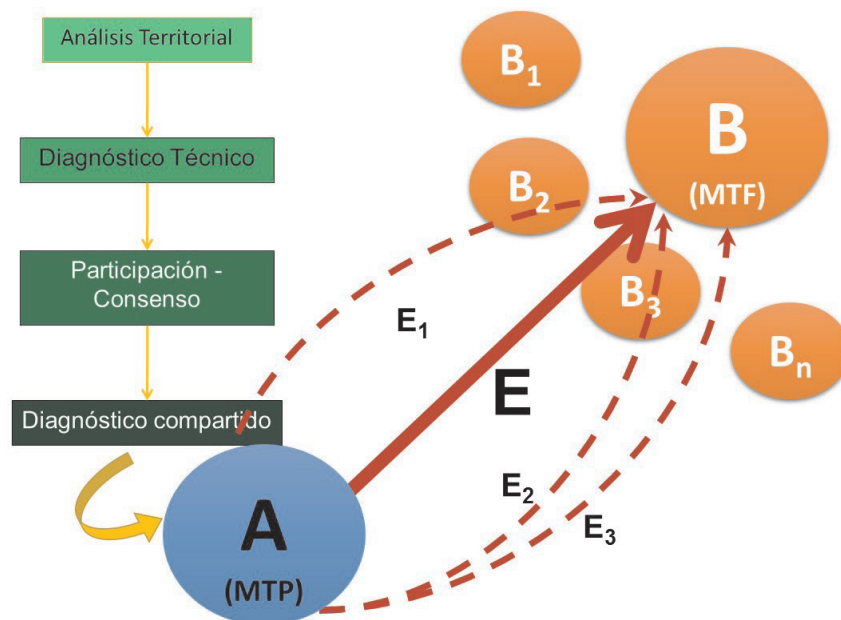 Análisis Territorial
Diagnóstico Técnico
Participación -
Consenso
Diagnóstico compartido
A
(MTP)
E₁
E
E₂
E₃
B₁
B₂
B₃
Bₙ
B
(MTF)